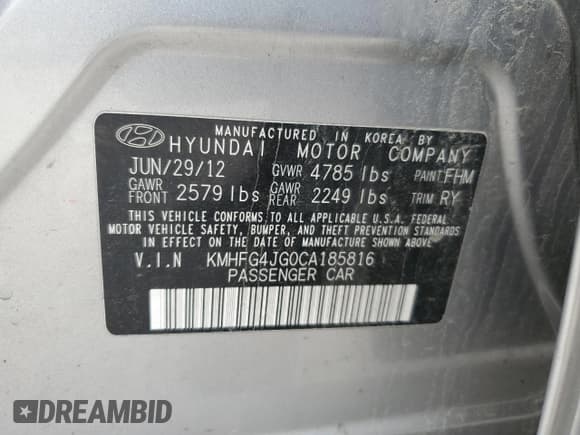 MANUFACTURED IN KOREA BY
HYUNDAI MOTOR COMPANY
JUN/29/12 GVWR 4785 lbs PAINT FHM
GAWR FRONT 2579 lbs GAWR REAR 2249 lbs TRIM RY
THIS VEHICLE CONFORMS TO ALL APPLICABLE U.S.A. FEDERAL
MOTOR VEHICLE SAFETY, BUMPER, AND THEFT PREVENTION STANDARDS
IN EFFECT ON THE DATE OF MANUFACTURE SHOWN ABOVE.
V.I.N KMHFG4JG0CA185816
PASSENGER CAR
DREAMBID